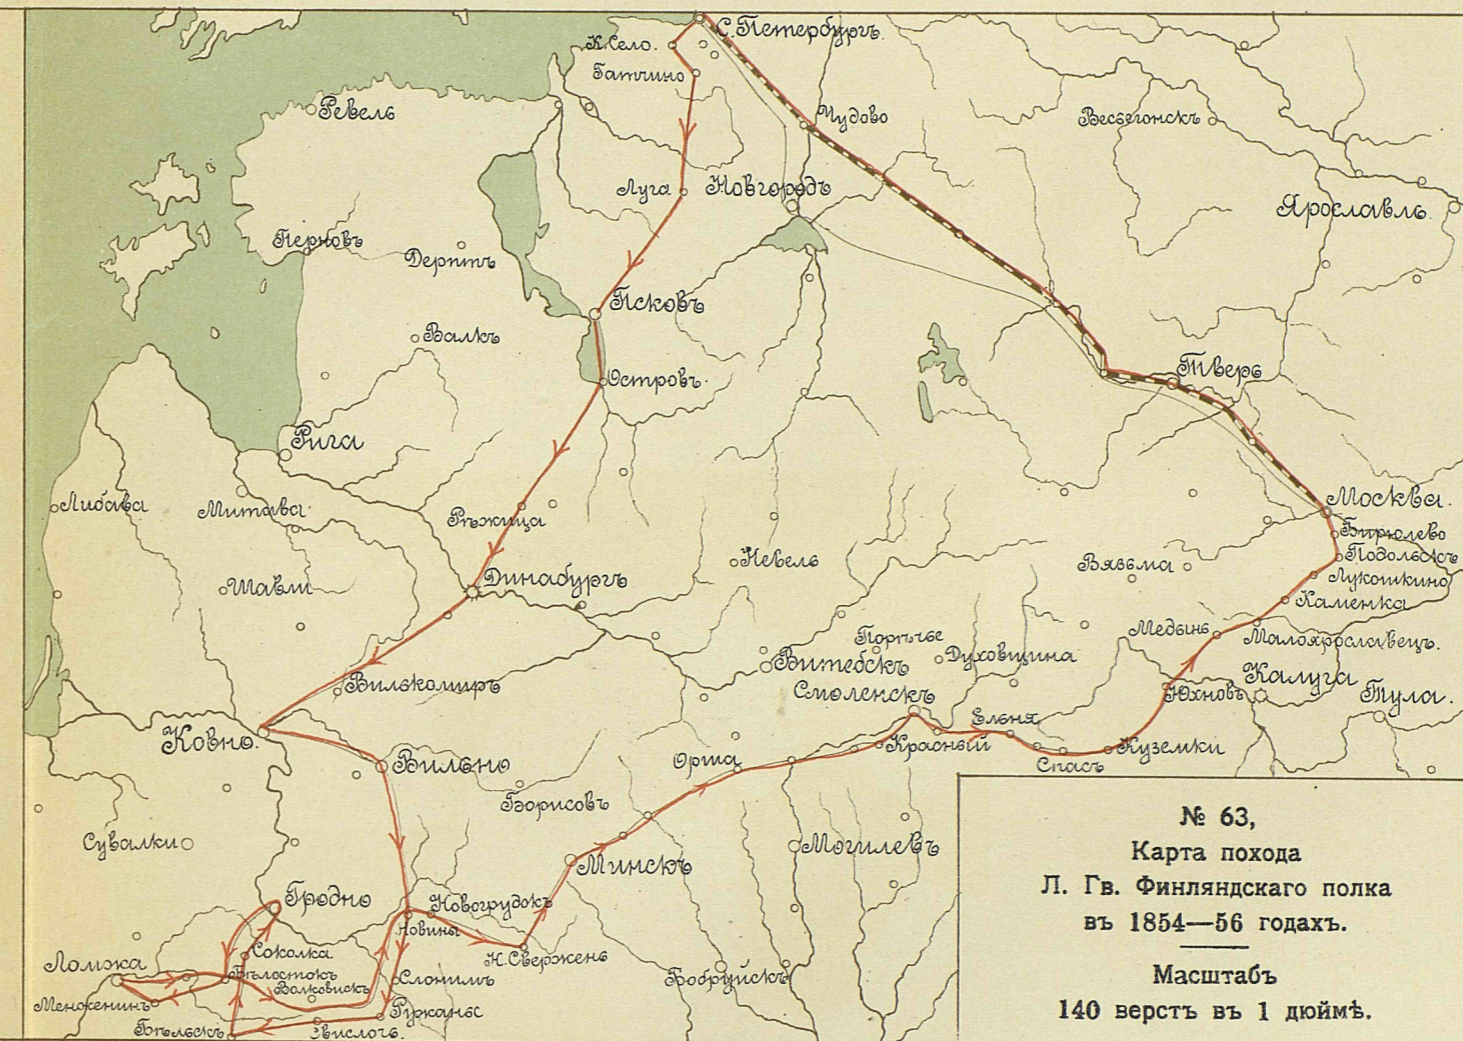 С. Петербургъ.
К. Село.
Гатчино
Ревель
Чудово
Весьегонскъ
Луга
Новгородъ
Ярославль.
Перновъ
Дерптъ
Псковъ
Валкъ
Островъ.
Тверь
Рига
Либава
Митава
Москва.
Рѣжица
Бирюлево
Подольскъ
Невель
Вязьма
Лукошкино
Шавли
Динабургъ
Каменка
Медынь
Малоярославецъ.
Порѣчье
Витебскъ
Духовщина
Вилькомиръ
Смоленскъ
Юхновъ
Калуга
Тула.
Ковно.
Ельня
Красный
Куземки
Вильно
Орша
Спасъ
Борисовъ
Сувалки
Могилевъ
Минскъ
Гродно
Новогрудокъ
Новины
Соколка
Н. Свержень
Ломжа
Бѣлостокъ
Волковискъ
Слонимъ
Бобруйскъ
Менженинъ
Ружаны
Бѣльскъ
Свислочь.
№ 63,
Карта похода
Л. Гв. Финляндскаго полка
въ 1854—56 годахъ.
Масштабъ
140 верстъ въ 1 дюймѣ.